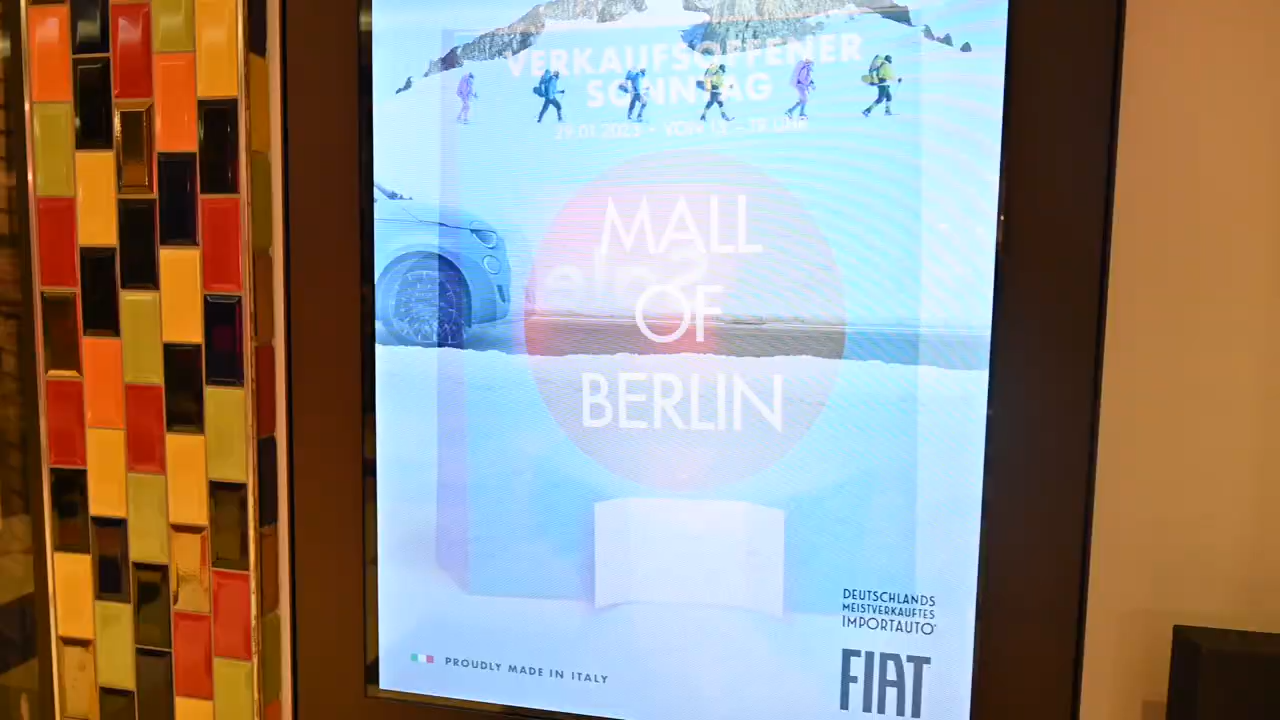 VERKAUFSOFFENER
SONNTAG
29.01.2023 • VON 13 - 19 UHR
MALL
OF
BERLIN
DEUTSCHLANDS
MEISTVERKAUFTES
IMPORTAUTO*
PROUDLY MADE IN ITALY
FIAT